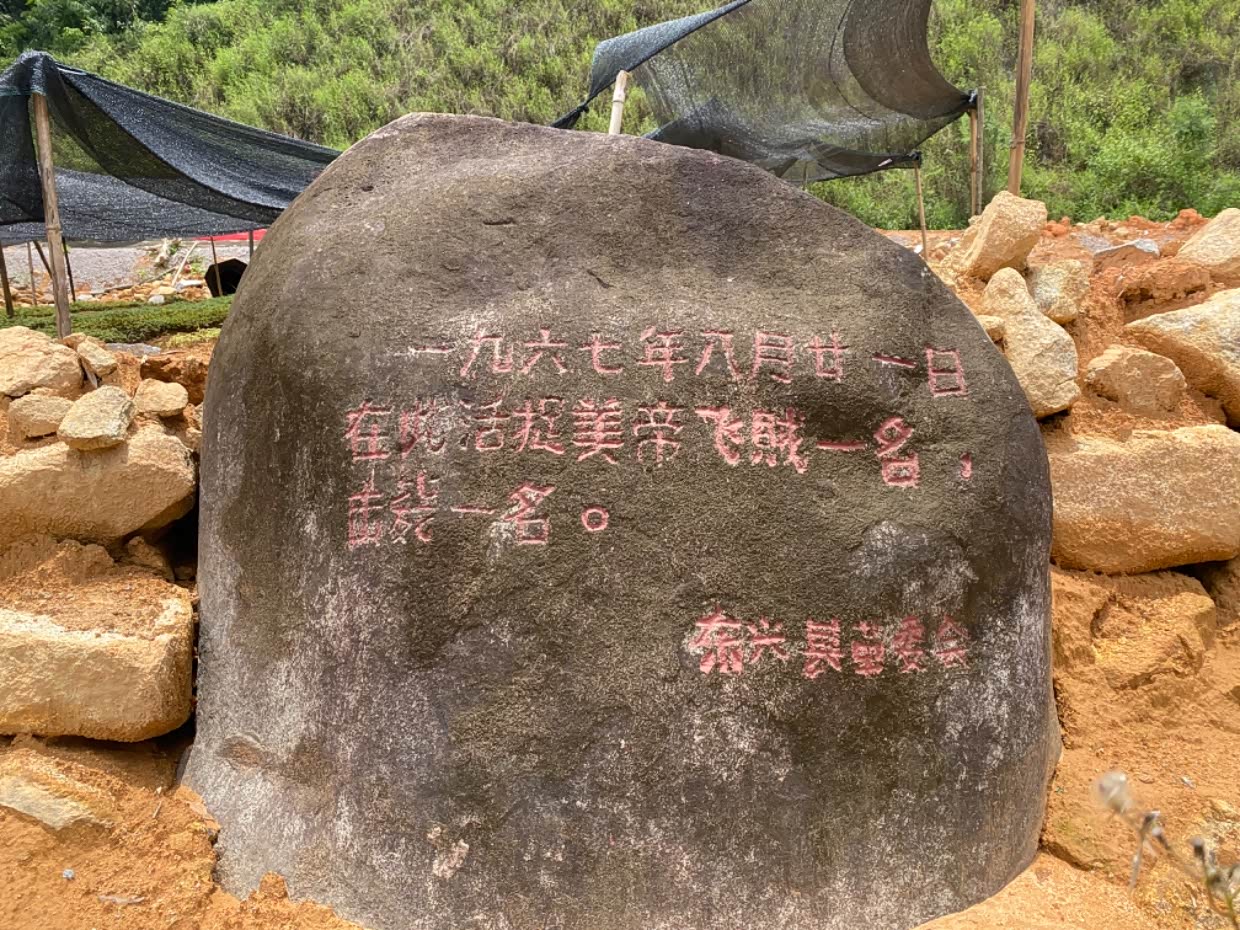 一九六七年八月廿一日
在此活捉美帝飞贼一名，
击毙一名。
兴县革委会